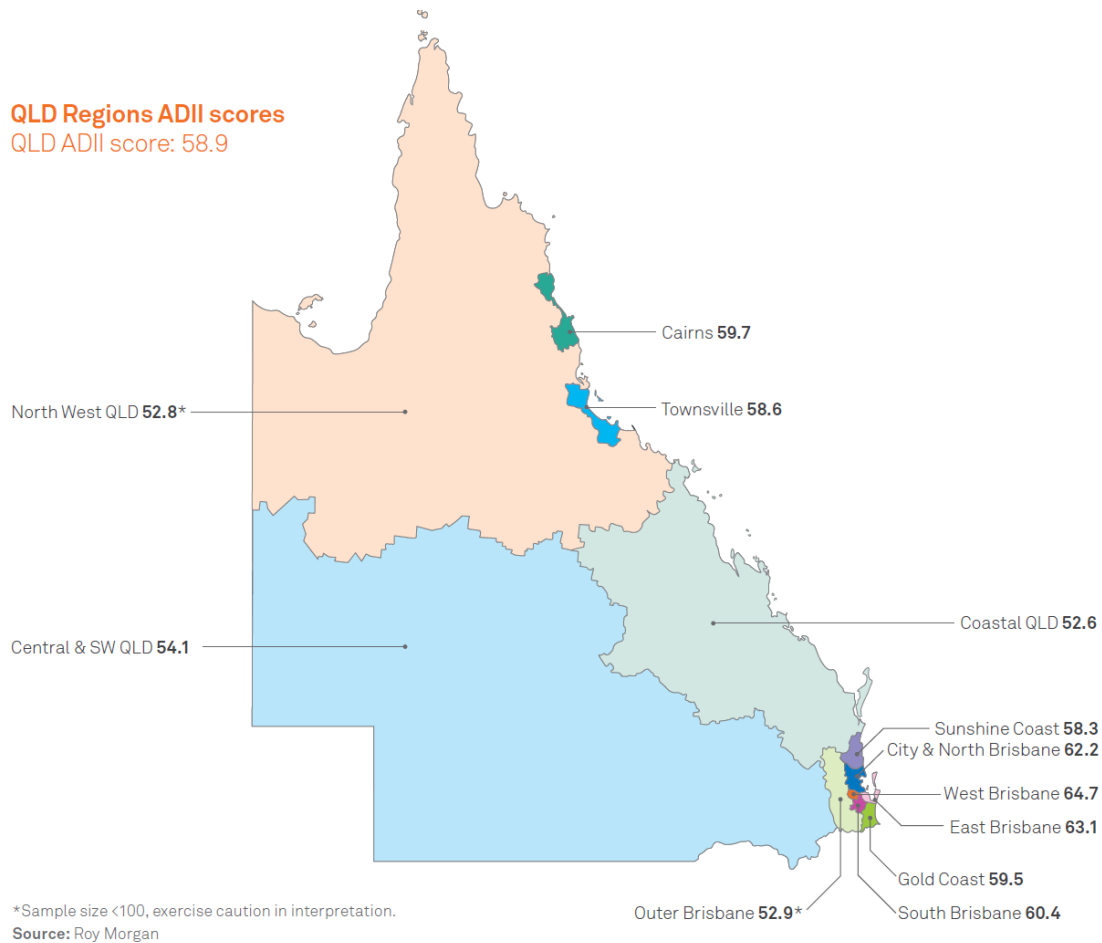 QLD Regions ADII scores
QLD ADII score: 58.9
Cairns 59.7
Townsville 58.6
North West QLD 52.8*
Coastal QLD 52.6
Central & SW QLD 54.1
Sunshine Coast 58.3
City & North Brisbane 62.2
West Brisbane 64.7
East Brisbane 63.1
Gold Coast 59.5
Outer Brisbane 52.9*
South Brisbane 60.4
*Sample size <100, exercise caution in interpretation.
Source: Roy Morgan